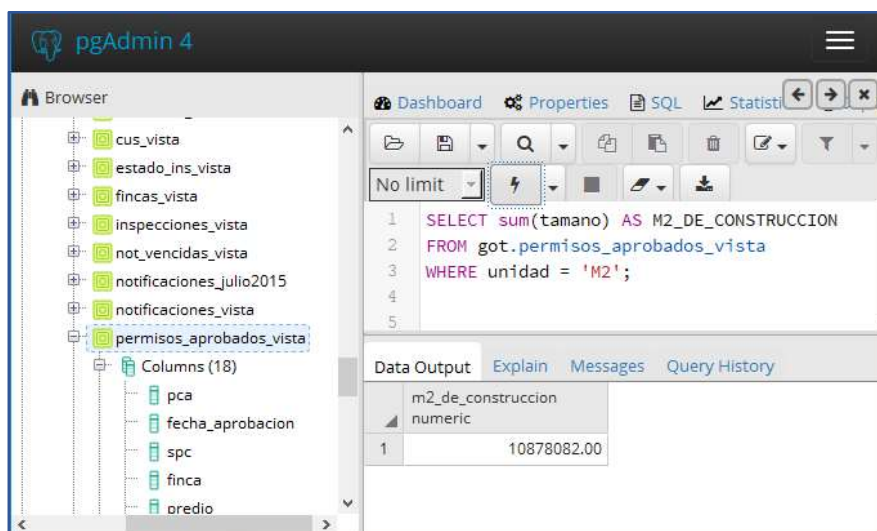 pgAdmin 4
Browser
cus_vista
estado_ins_vista
fincas_vista
inspecciones_vista
not_vencidas_vista
notificaciones_julio2015
notificaciones_vista
permisos_aprobados_vista
Columns (18)
pca
fecha_aprobacion
spc
finca
predio
Dashboard Properties SQL Statisti
No limit
1 SELECT sum(tamano) AS M2_DE_CONSTRUCCION
2 FROM got.permisos_aprobados_vista
3 WHERE unidad = 'M2';
4
5
Data Output Explain Messages Query History
m2_de_construccion
numeric
1 10878082.00